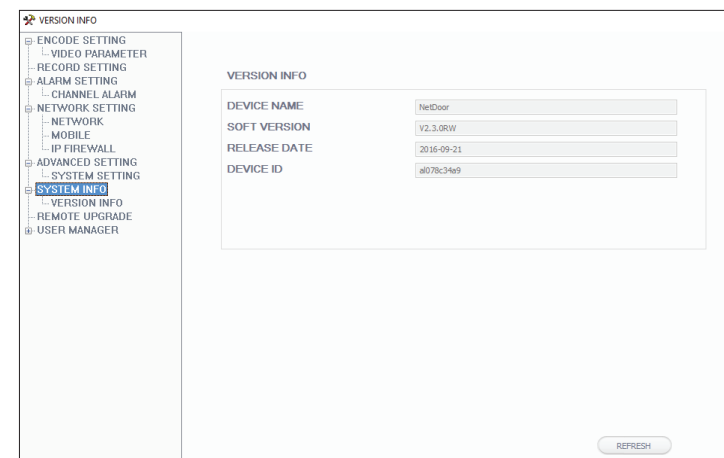 VERSION INFO
ENCODE SETTING
VIDEO PARAMETER
RECORD SETTING
ALARM SETTING
CHANNEL ALARM
NETWORK SETTING
NETWORK
MOBILE
IP FIREWALL
ADVANCED SETTING
SYSTEM SETTING
SYSTEM INFO
VERSION INFO
REMOTE UPGRADE
USER MANAGER
VERSION INFO
DEVICE NAME NetDoor
SOFT VERSION V2.3.0RW
RELEASE DATE 2016-09-21
DEVICE ID al078c34a9
REFRESH